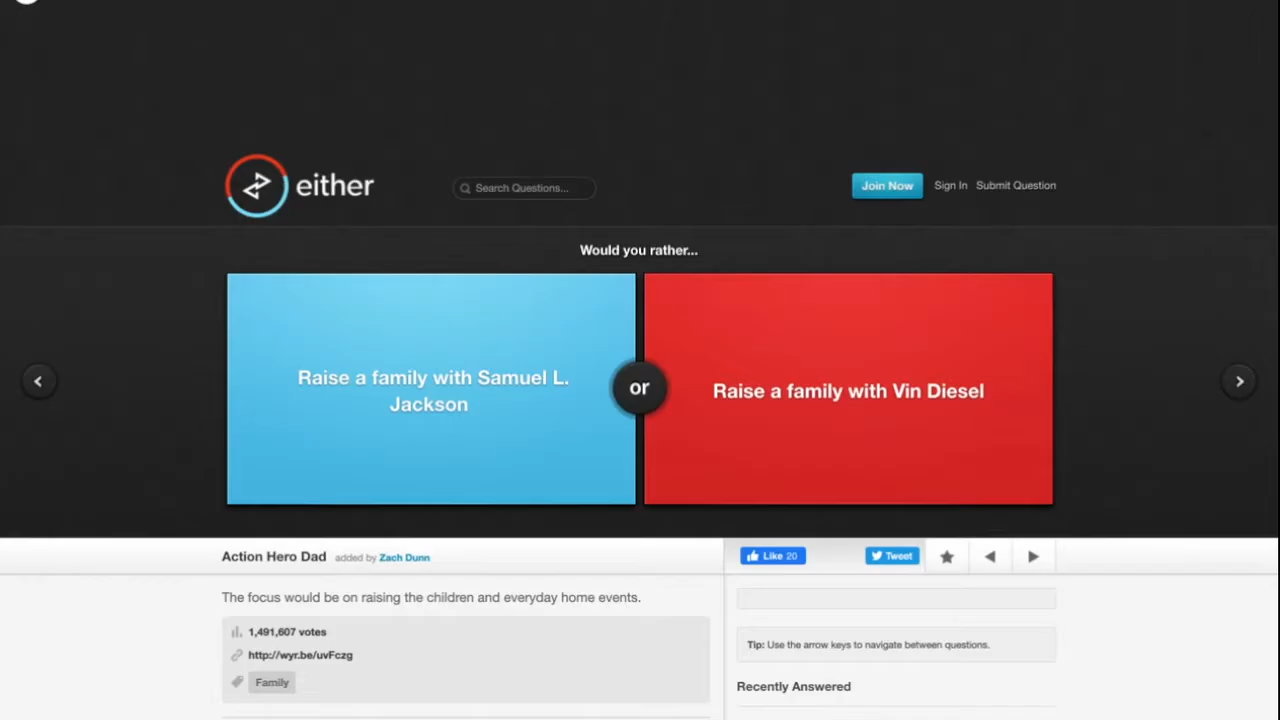 either
Search Questions...
Join Now
Sign In
Submit Question
Would you rather...
Raise a family with Samuel L.
Jackson
or
Raise a family with Vin Diesel
Action Hero Dad added by Zach Dunn
Like 20
Tweet
The focus would be on raising the children and everyday home events.
1,491,607 votes
http://wyr.be/uvFczg
Family
Tip: Use the arrow keys to navigate between questions.
Recently Answered